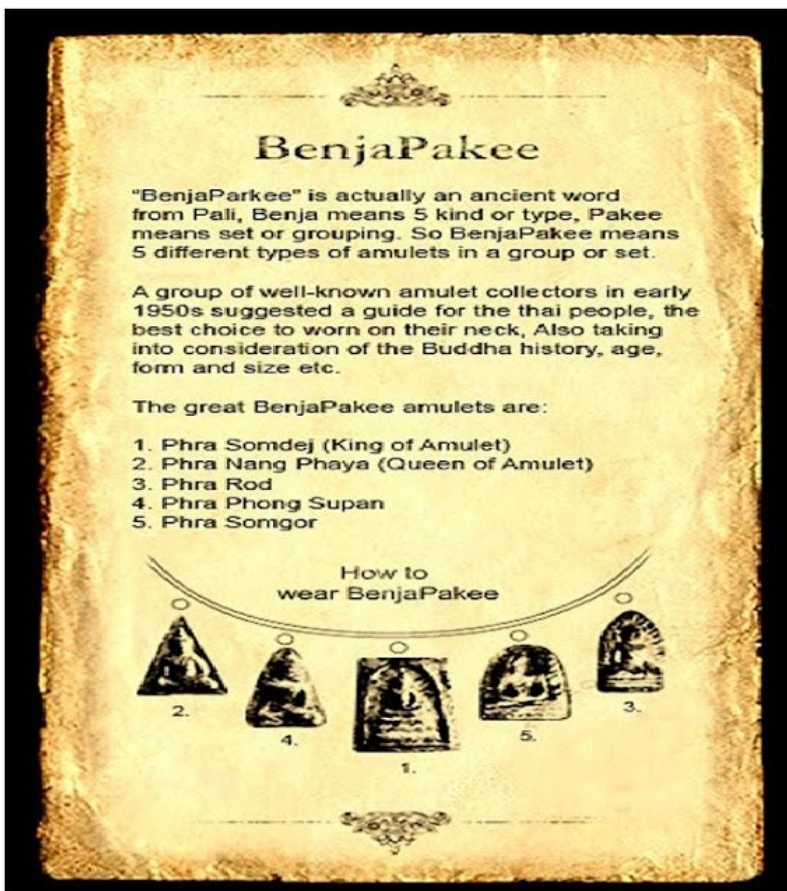 BenjaPakee
"BenjaParkee" is actually an ancient word
from Pali, Benja means 5 kind or type, Pakee
means set or grouping. So BenjaPakee means
5 different types of amulets in a group or set.
A group of well-known amulet collectors in early
1950s suggested a guide for the thai people, the
best choice to worn on their neck, Also taking
into consideration of the Buddha history, age,
form and size etc.
The great BenjaPakee amulets are:
1. Phra Somdej (King of Amulet)
2. Phra Nang Phaya (Queen of Amulet)
3. Phra Rod
4. Phra Phong Supan
5. Phra Somgor
How to
wear BenjaPakee
2.
4.
1.
5.
3.